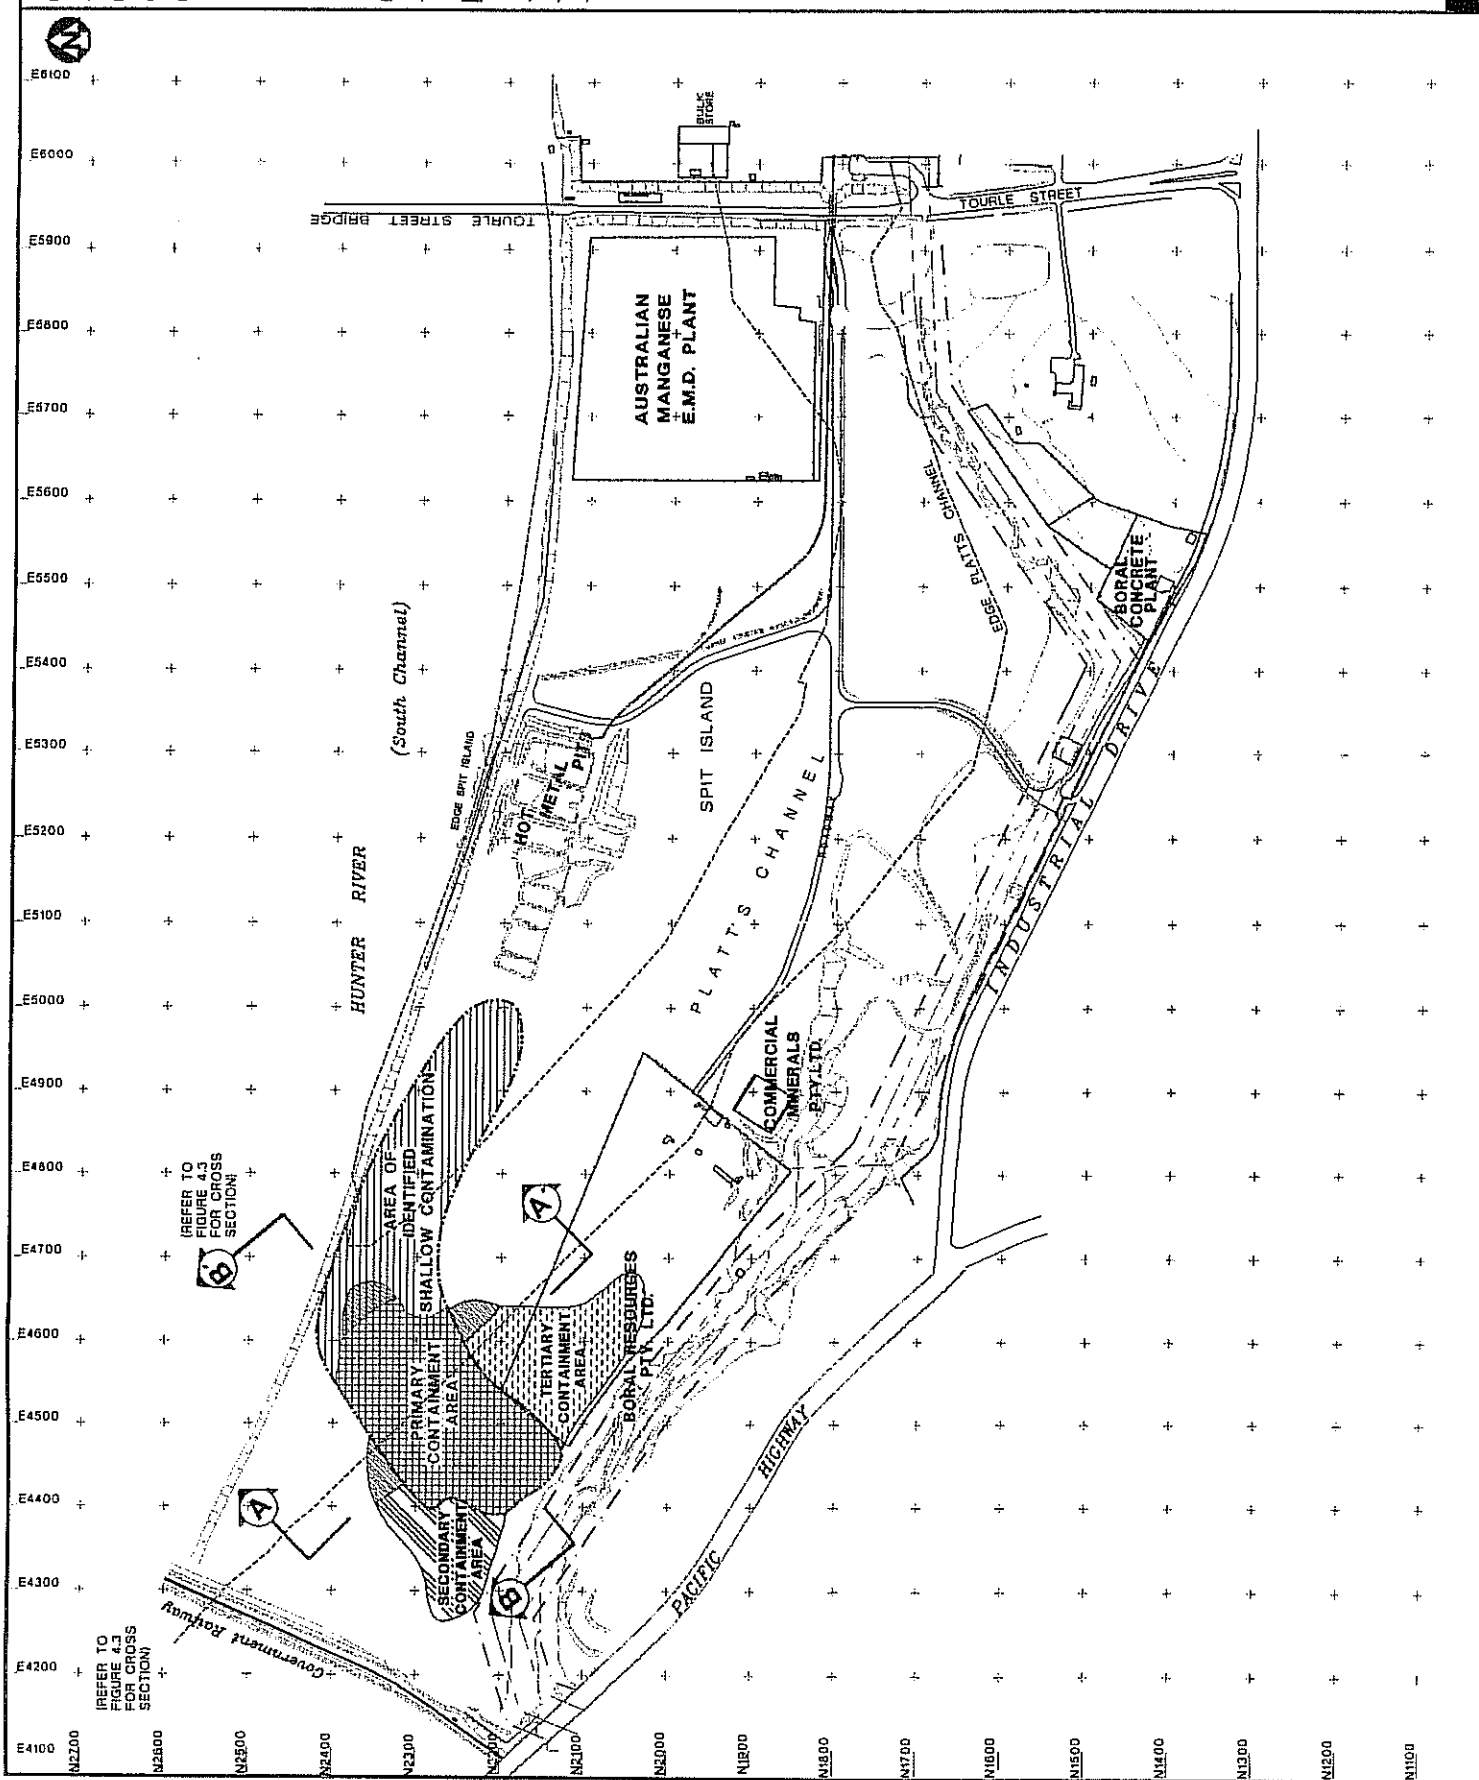 N
E6100
E6000
E5900
E5800
E5700
E5600
E5500
E5400
E5300
E5200
E5100
E5000
E4900
E4800
E4700
E4600
E4500
E4400
E4300
E4200
E4100
N2700
N2600
N2500
N2400
N2300
N2200
N2100
N2000
N1900
N1800
N1700
N1600
N1500
N1400
N1300
N1200
N1100
BULK
STORE
TOURLE STREET BRIDGE
TOURLE STREET
AUSTRALIAN
MANGANESE
E.M.D. PLANT
HUNTER RIVER
(South Channel)
EDGE SPIT ISLAND
HOT
METAL
PITS
SPIT ISLAND
PLATT'S CHANNEL
EDGE PLATTS CHANNEL
BORAL
CONCRETE
PLANT
INDUSTRIAL DRIVE
COMMERCIAL
MINERALS
PTY.LTD.
AREA OF
IDENTIFIED
SHALLOW CONTAMINATION
(REFER TO
FIGURE 4.3
FOR CROSS
SECTION)
B'
A'
PRIMARY
CONTAINMENT
AREA
TERTIARY
CONTAINMENT
AREA
BORAL RESOURCES
PTY. LTD.
SECONDARY
CONTAINMENT
AREA
A
B
(REFER TO
FIGURE 4.3
FOR CROSS
SECTION)
Government Railway
PACIFIC HIGHWAY